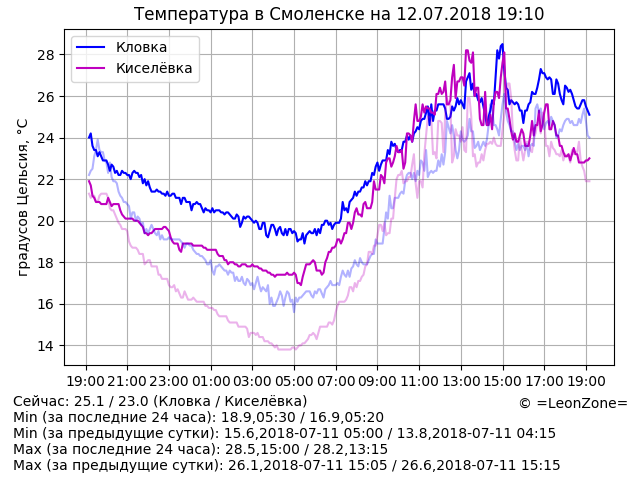 Температура в Смоленске на 12.07.2018 19:10
Кловка
Киселёвка
градусов Цельсия, °C
28
26
24
22
20
18
16
14
19:00 21:00 23:00 01:00 03:00 05:00 07:00 09:00 11:00 13:00 15:00 17:00 19:00
Сейчас: 25.1 / 23.0 (Кловка / Киселёвка)
© =LeonZone=
Min (за последние 24 часа): 18.9,05:30 / 16.9,05:20
Min (за предыдущие сутки): 15.6,2018-07-11 05:00 / 13.8,2018-07-11 04:15
Max (за последние 24 часа): 28.5,15:00 / 28.2,13:15
Max (за предыдущие сутки): 26.1,2018-07-11 15:05 / 26.6,2018-07-11 15:15